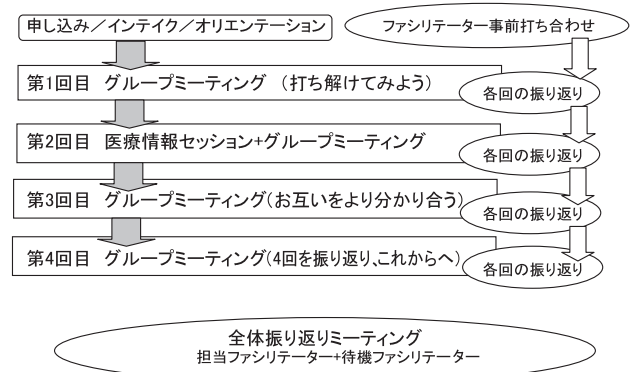 申し込み／インテイク／オリエンテーション
ファシリテーター事前打ち合わせ
第1回目 グループミーティング （打ち解けてみよう）
各回の振り返り
第2回目 医療情報セッション+グループミーティング
各回の振り返り
第3回目 グループミーティング(お互いをより分かり合う)
各回の振り返り
第4回目 グループミーティング(4回を振り返り、これからへ)
各回の振り返り
全体振り返りミーティング
担当ファシリテーター+待機ファシリテーター